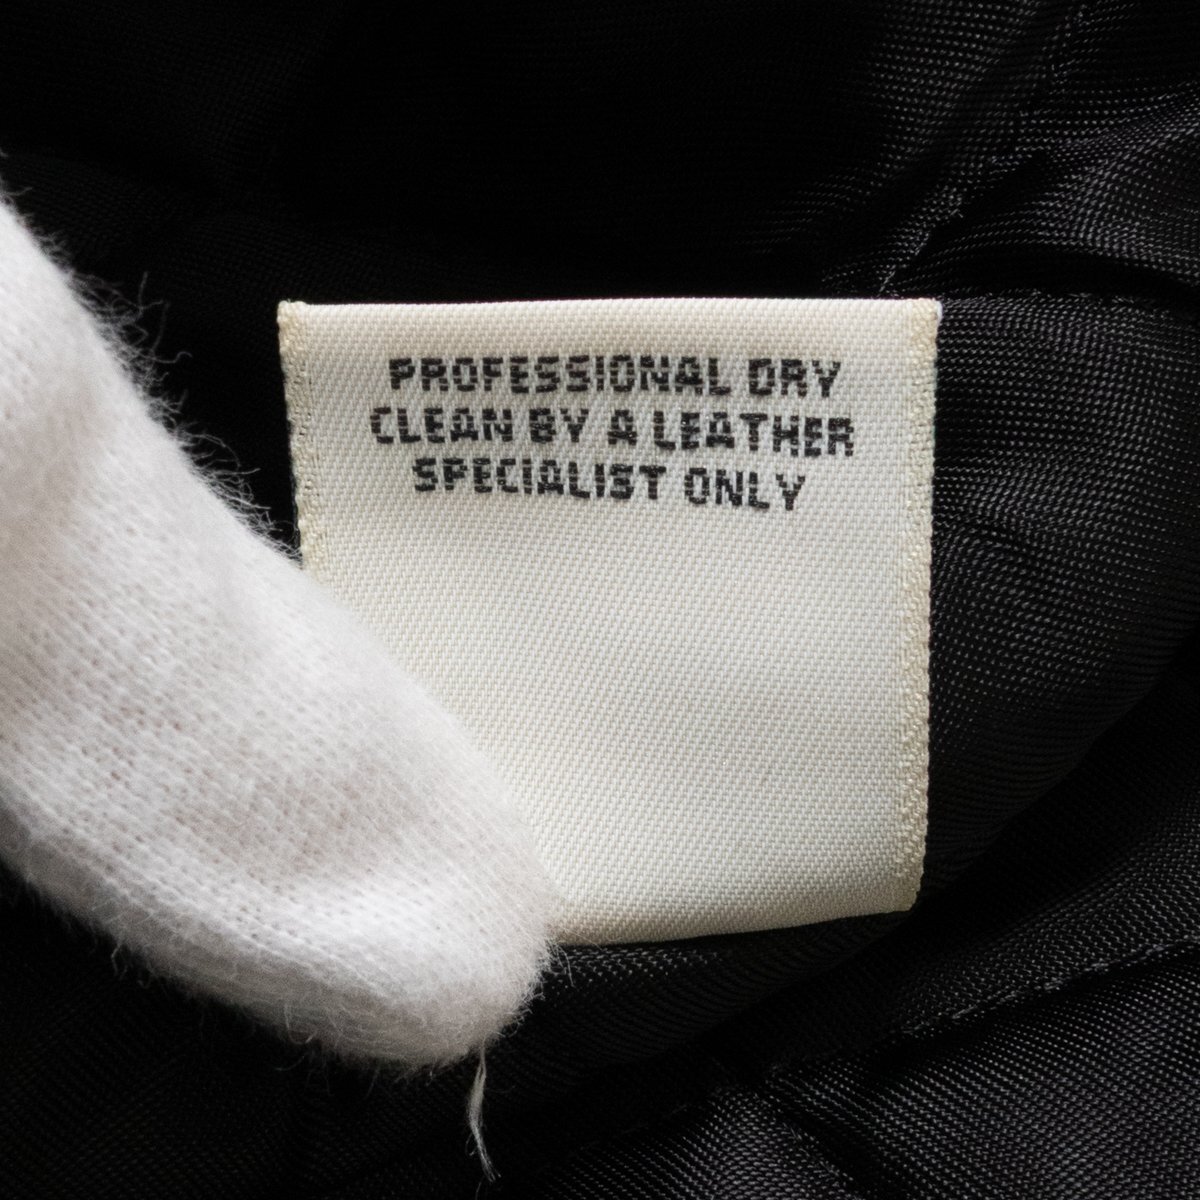 PROFESSIONAL DRY
CLEAN BY A LEATHER
SPECIALIST ONLY